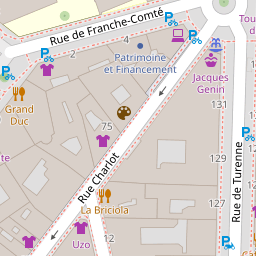 Rue de Franche-Comté
2
4
Patrimoine
et Financement
Jacques
Genin
Grand
Duc
75
131
129
127
Rue Charlot
Rue de Turenne
La Briciola
Uzo